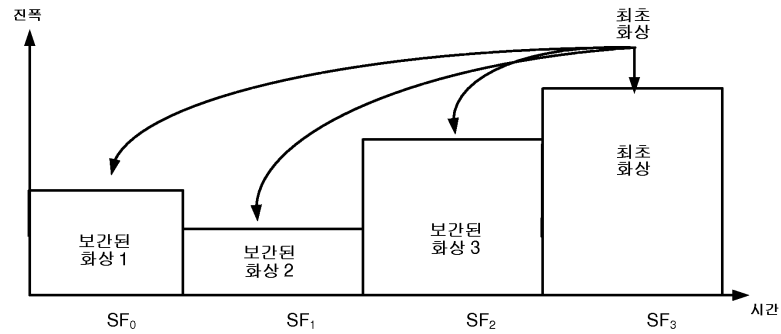 진폭
최초
화상
최초
화상
보간된
화상 1
보간된
화상 2
보간된
화상 3
시간
SF₀
SF₁
SF₂
SF₃